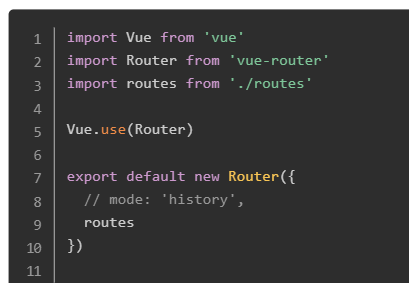 1 import Vue from 'vue'
2 import Router from 'vue-router'
3 import routes from './routes'
4
5 Vue.use(Router)
6
7 export default new Router({
8   // mode: 'history',
9   routes
10 })
11